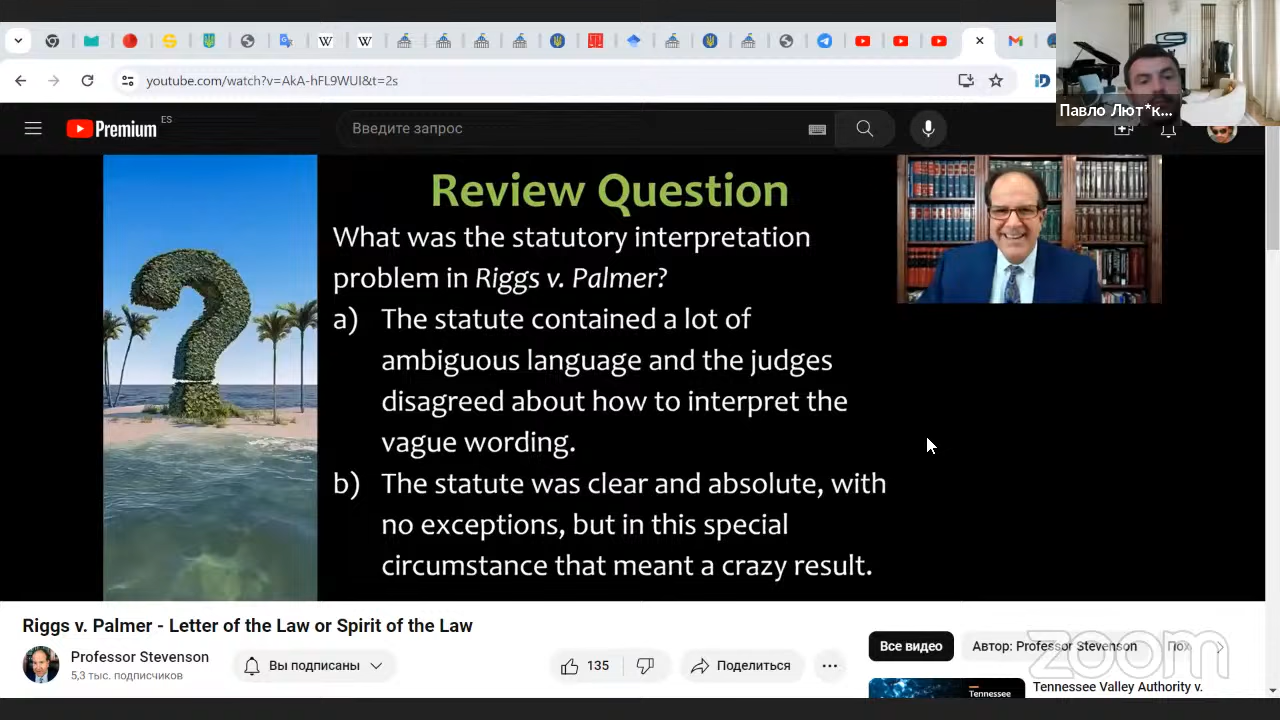 youtube.com/watch?v=AkA-hFL9WUI&t=2s
Павло Лют*к...
Premium ES
Введите запрос
Review Question
What was the statutory interpretation
problem in Riggs v. Palmer?
a) The statute contained a lot of
ambiguous language and the judges
disagreed about how to interpret the
vague wording.
b) The statute was clear and absolute, with
no exceptions, but in this special
circumstance that meant a crazy result.
Riggs v. Palmer - Letter of the Law or Spirit of the Law
Professor Stevenson
5,3 тыс. подписчиков
Вы подписаны
135
Поделиться
Все видео
Автор: Professor Stevenson
zoom
Tennessee
Tennessee Valley Authority v.